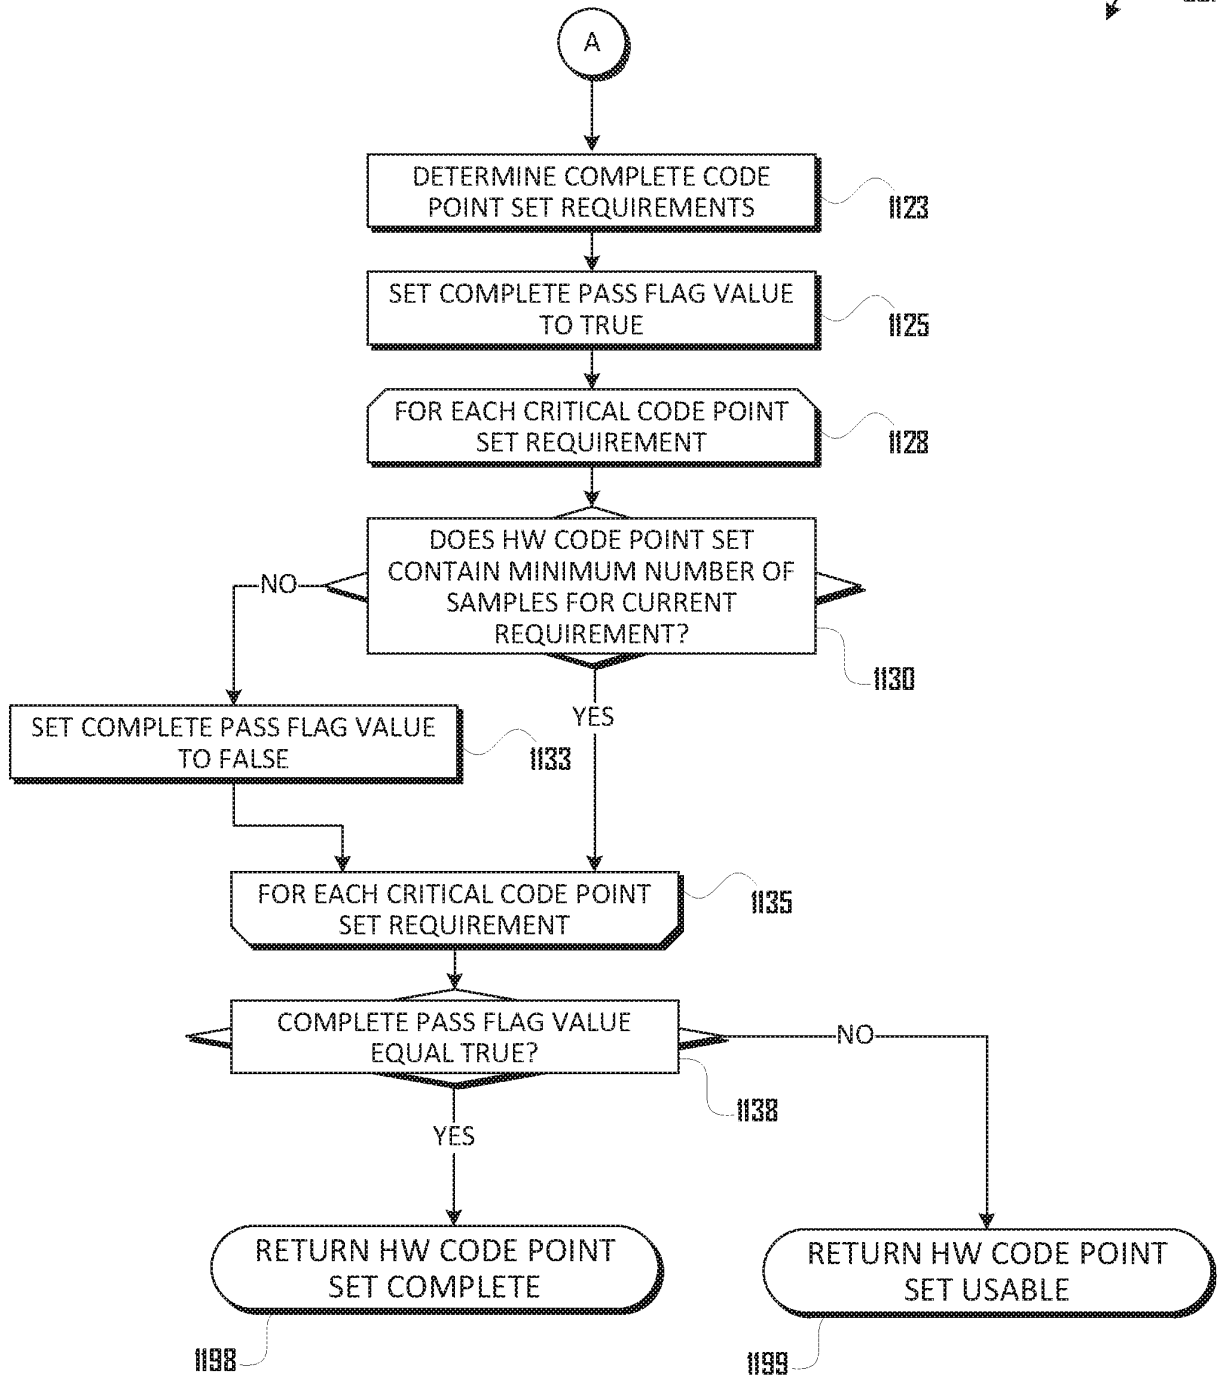 A
DETERMINE COMPLETE CODE
POINT SET REQUIREMENTS
1123
SET COMPLETE PASS FLAG VALUE
TO TRUE
1125
FOR EACH CRITICAL CODE POINT
SET REQUIREMENT
1128
DOES HW CODE POINT SET
CONTAIN MINIMUM NUMBER OF
SAMPLES FOR CURRENT
REQUIREMENT?
NO
1130
YES
SET COMPLETE PASS FLAG VALUE
TO FALSE
1133
FOR EACH CRITICAL CODE POINT
SET REQUIREMENT
1135
COMPLETE PASS FLAG VALUE
EQUAL TRUE?
NO
1138
YES
RETURN HW CODE POINT
SET COMPLETE
1198
RETURN HW CODE POINT
SET USABLE
1199